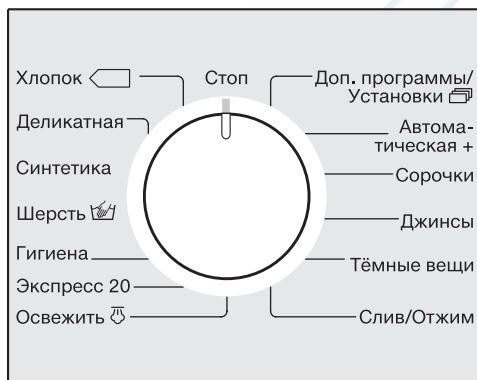 Стоп
Доп. программы/
Установки
Автома-
тическая +
Сорочки
Джинсы
Тёмные вещи
Слив/Отжим
Освежить
Экспресс 20
Гигиена
Шерсть
Синтетика
Деликатная
Хлопок